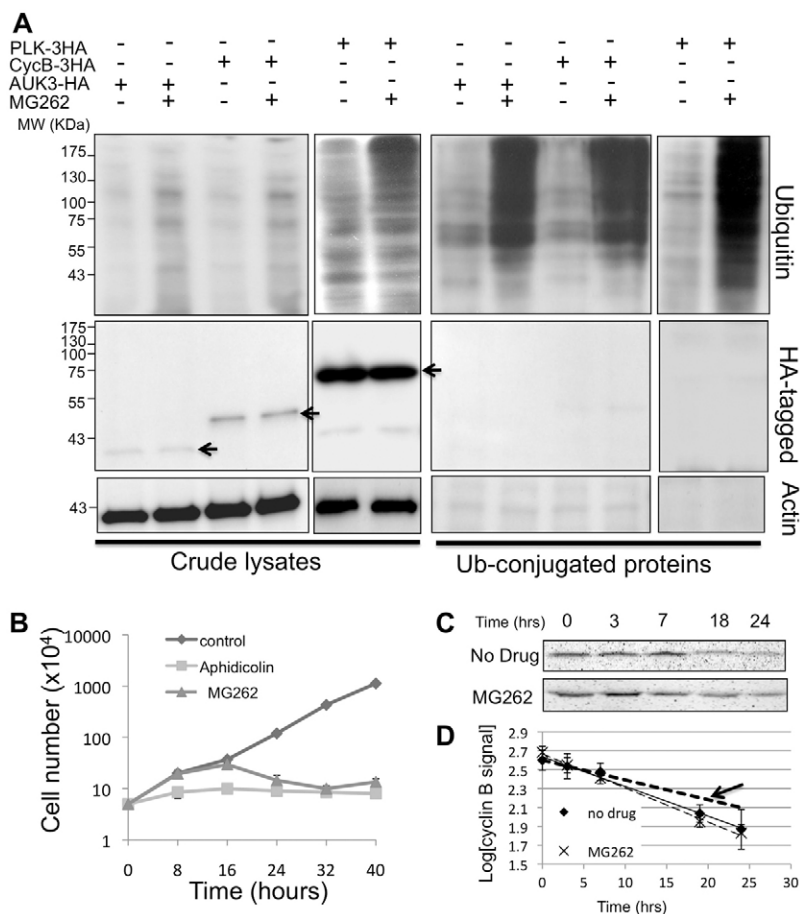 A
PLK-3HA - - - - + + - - - - + +
CycB-3HA - - + + - - - - + + - -
AUK3-HA + + - - - - + + - - - -
MG262 - + - + - + - + - + - +
MW (KDa)
175
130
100
75
55
43
Ubiquitin
175
130
100
75
55
43
HA-tagged
43
Actin
Crude lysates
Ub-conjugated proteins
B
Cell number (x10⁴)
10000
1000
100
10
1
control
Aphidicolin
MG262
0 8 16 24 32 40
Time (hours)
C
Time (hrs) 0 3 7 18 24
No Drug
MG262
D
Log[cyclin B signal]
2.9
2.7
2.5
2.3
2.1
1.9
1.7
1.5
no drug
MG262
0 5 10 15 20 25 30
Time (hrs)